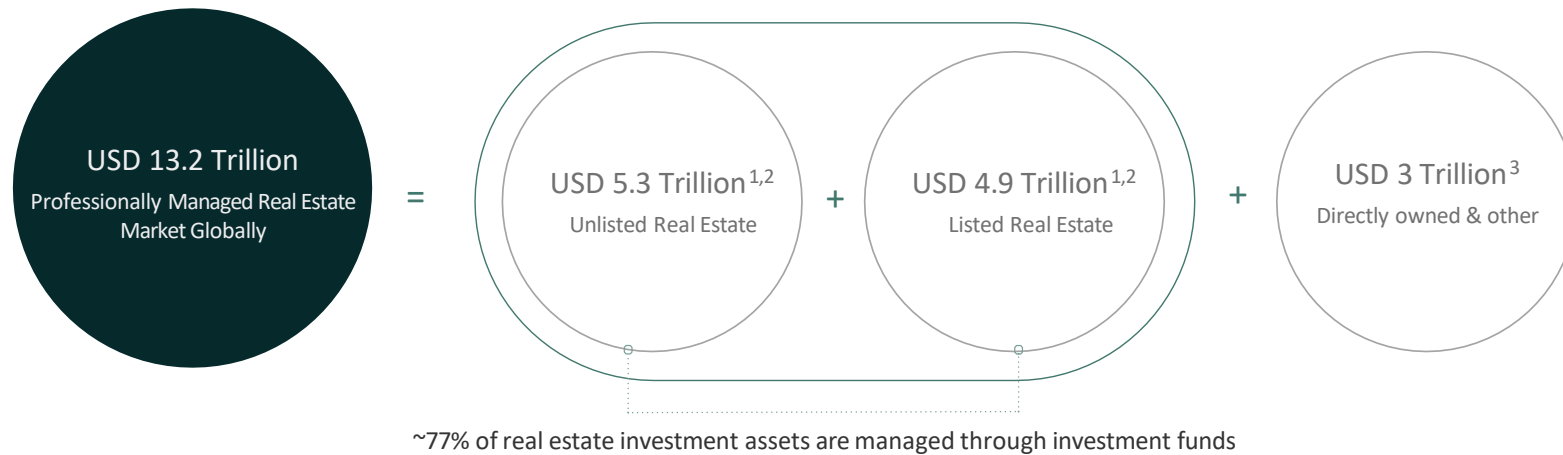 USD 13.2 Trillion
Professionally Managed Real Estate
Market Globally
=
USD 5.3 Trillion1,2
Unlisted Real Estate
+
USD 4.9 Trillion1,2
Listed Real Estate
+
USD 3 Trillion3
Directly owned & other
~77% of real estate investment assets are managed through investment funds